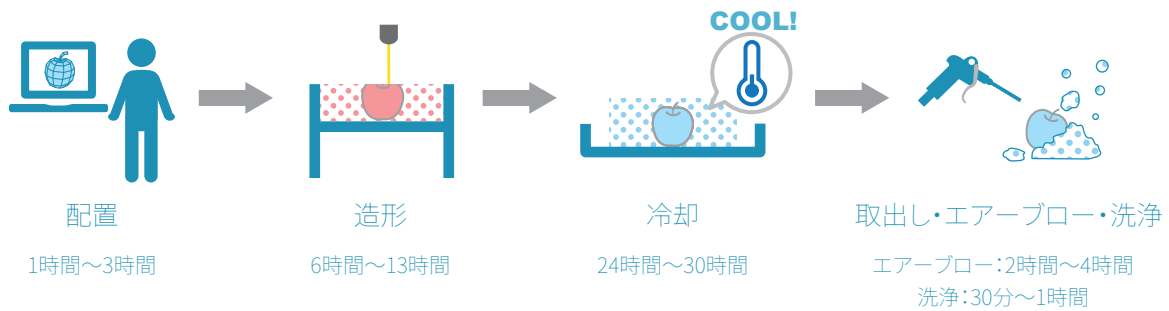 COOL!
配置
1時間～3時間
造形
6時間～13時間
冷却
24時間～30時間
取出し・エアーブロー・洗浄
エアーブロー：2時間～4時間
洗浄：30分～1時間